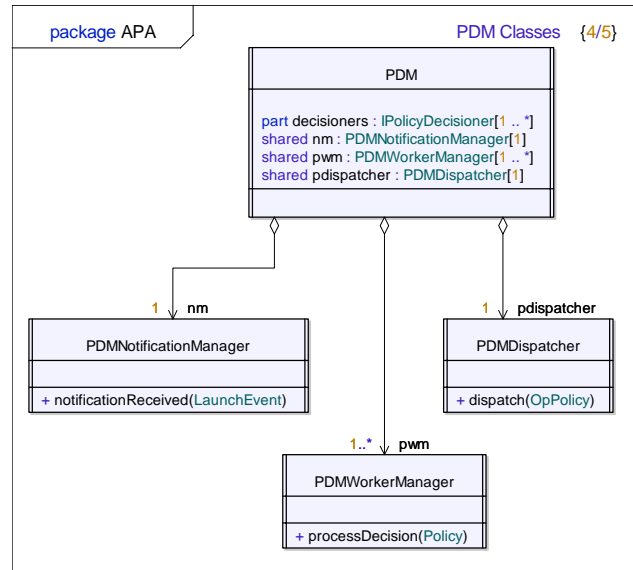 package APA
PDM Classes {4/5}
PDM
part decisioners : IPolicyDecisioner[1 .. *]
shared nm : PDMNotificationManager[1]
shared pwm : PDMWorkerManager[1 .. *]
shared pdispatcher : PDMDispatcher[1]
1 nm
1 pdispatcher
PDMNotificationManager
+ notificationReceived(LaunchEvent)
PDMDispatcher
+ dispatch(OpPolicy)
1..* pwm
PDMWorkerManager
+ processDecision(Policy)